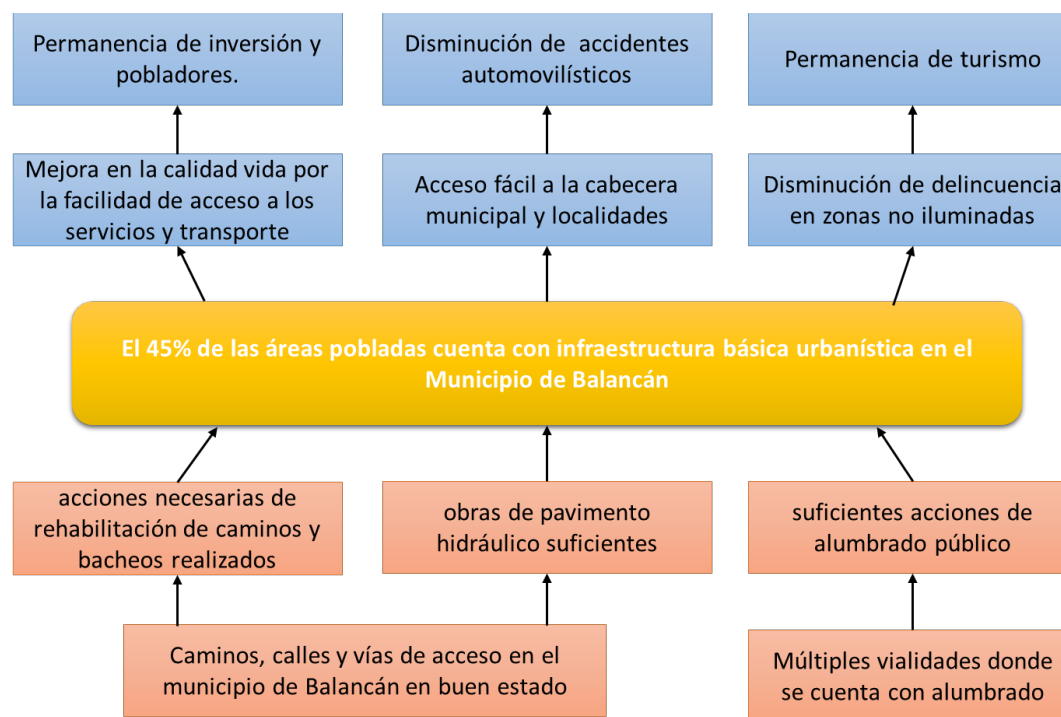 Permanencia de inversión y
pobladores.
Disminución de accidentes
automovilísticos
Permanencia de turismo
Mejora en la calidad vida por
la facilidad de acceso a los
servicios y transporte
Acceso fácil a la cabecera
municipal y localidades
Disminución de delincuencia
en zonas no iluminadas
El 45% de las áreas pobladas cuenta con infraestructura básica urbanística en el
Municipio de Balancán
acciones necesarias de
rehabilitación de caminos y
bacheos realizados
obras de pavimento
hidráulico suficientes
suficientes acciones de
alumbrado público
Caminos, calles y vías de acceso en el
municipio de Balancán en buen estado
Múltiples vialidades donde
se cuenta con alumbrado